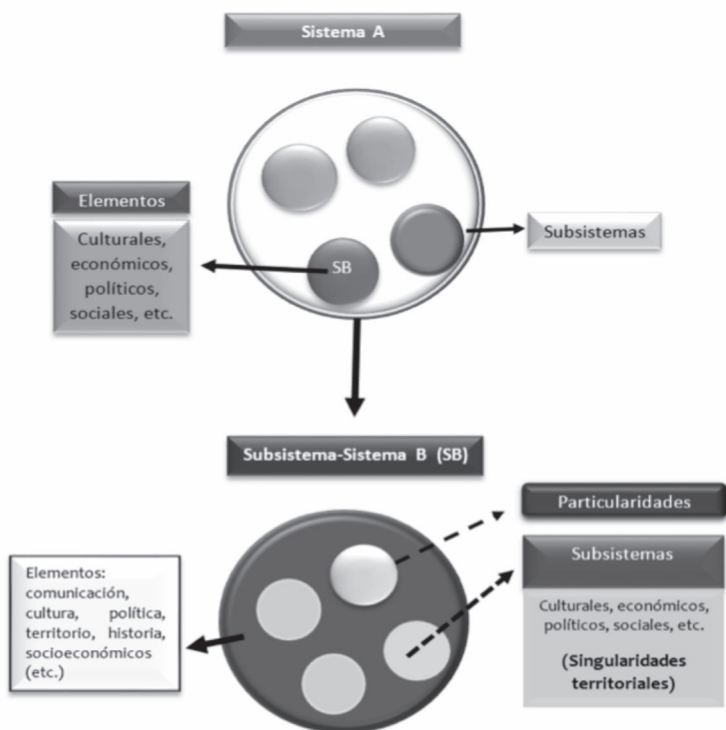 Sistema A
Elementos
Culturales,
económicos,
políticos,
sociales, etc.
SB
Subsistemas
Subsistema-Sistema B (SB)
Particularidades
Elementos:
comunicación,
cultura, política,
territorio, historia,
socioeconómicos
(etc.)
Subsistemas
Culturales, económicos,
políticos, sociales, etc.
(Singularidades
territoriales)